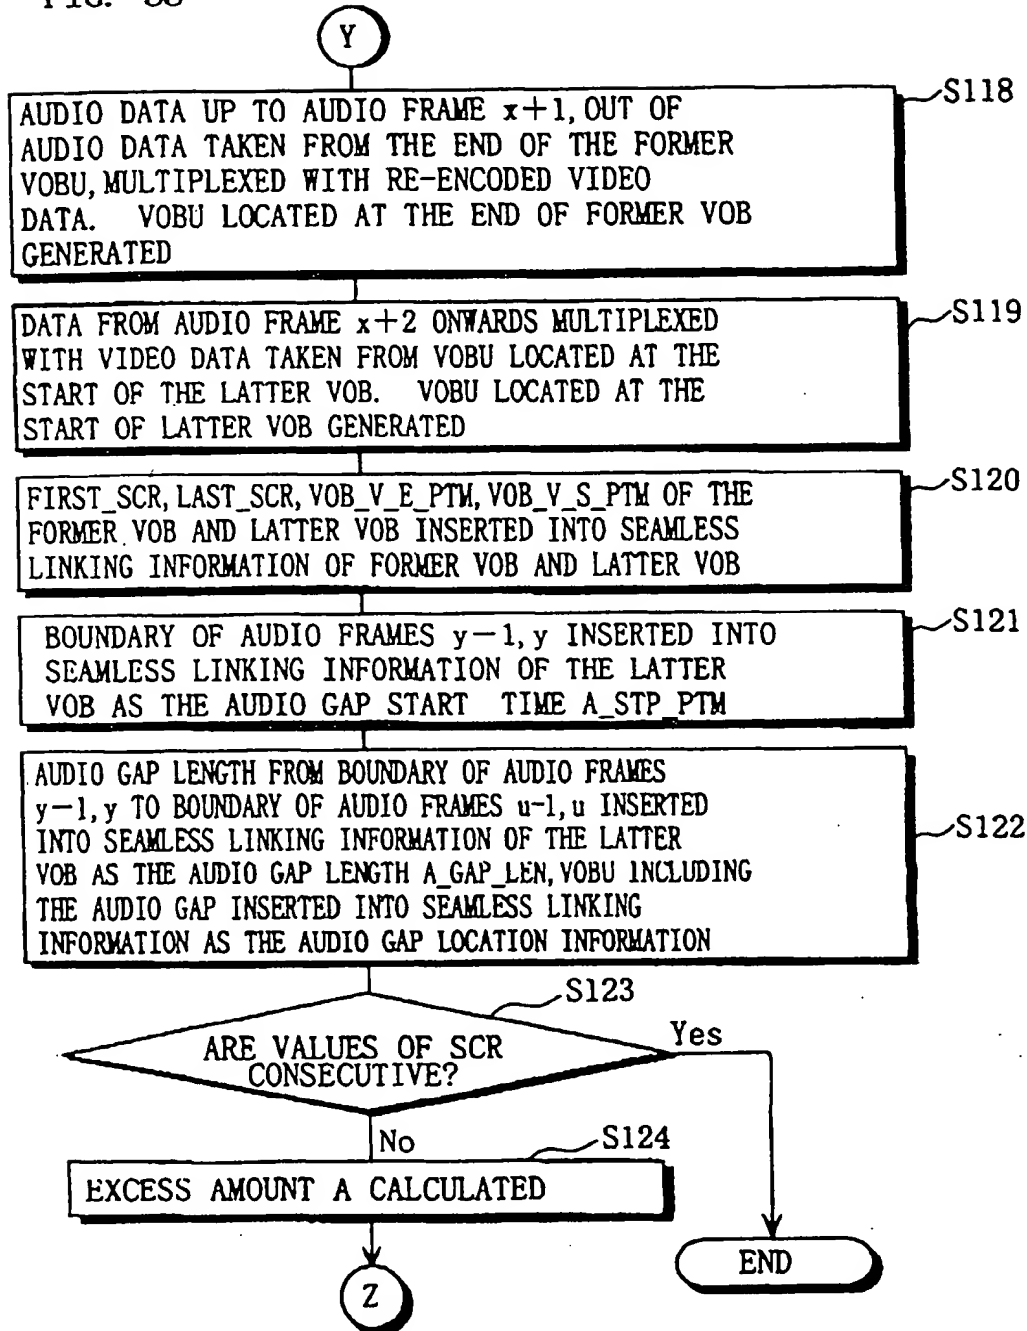 Y
S118
AUDIO DATA UP TO AUDIO FRAME x+1, OUT OF
AUDIO DATA TAKEN FROM THE END OF THE FORMER
VOBU, MULTIPLEXED WITH RE-ENCODED VIDEO
DATA. VOBU LOCATED AT THE END OF FORMER VOB
GENERATED
S119
DATA FROM AUDIO FRAME x+2 ONWARDS MULTIPLEXED
WITH VIDEO DATA TAKEN FROM VOBU LOCATED AT THE
START OF THE LATTER VOB. VOBU LOCATED AT THE
START OF LATTER VOB GENERATED
S120
FIRST_SCR, LAST_SCR, VOB_V_E_PTM, VOB_V_S_PTM OF THE
FORMER VOB AND LATTER VOB INSERTED INTO SEAMLESS
LINKING INFORMATION OF FORMER VOB AND LATTER VOB
S121
BOUNDARY OF AUDIO FRAMES y-1, y INSERTED INTO
SEAMLESS LINKING INFORMATION OF THE LATTER
VOB AS THE AUDIO GAP START TIME A_STP_PTM
S122
AUDIO GAP LENGTH FROM BOUNDARY OF AUDIO FRAMES
y-1, y TO BOUNDARY OF AUDIO FRAMES u-1, u INSERTED
INTO SEAMLESS LINKING INFORMATION OF THE LATTER
VOB AS THE AUDIO GAP LENGTH A_GAP_LEN, VOBU INCLUDING
THE AUDIO GAP INSERTED INTO SEAMLESS LINKING
INFORMATION AS THE AUDIO GAP LOCATION INFORMATION
S123
ARE VALUES OF SCR
CONSECUTIVE?
Yes
No
S124
EXCESS AMOUNT A CALCULATED
END
Z